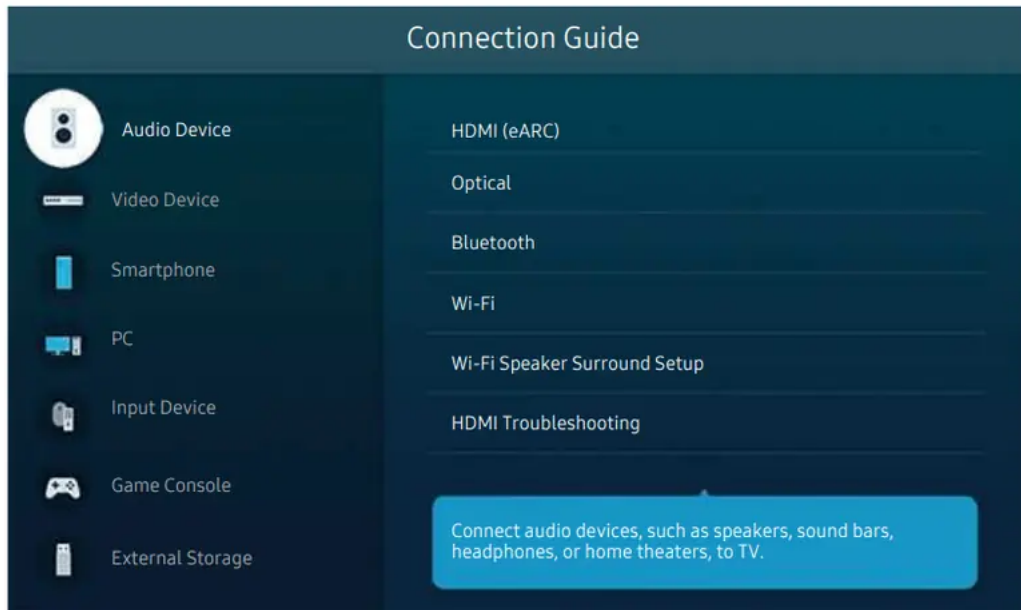 Connection Guide
Audio Device
Video Device
Smartphone
PC
Input Device
Game Console
External Storage
HDMI (eARC)
Optical
Bluetooth
Wi-Fi
Wi-Fi Speaker Surround Setup
HDMI Troubleshooting
Connect audio devices, such as speakers, sound bars,
headphones, or home theaters, to TV.